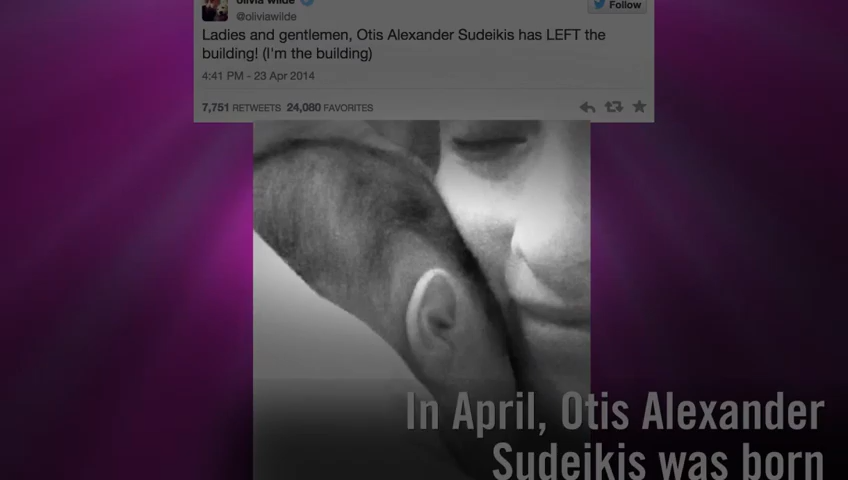 olivia wilde
Follow
@oliviawilde
Ladies and gentlemen, Otis Alexander Sudeikis has LEFT the
building! (I'm the building)
4:41 PM - 23 Apr 2014
7,751 RETWEETS 24,080 FAVORITES
In April, Otis Alexander
Sudeikis was born